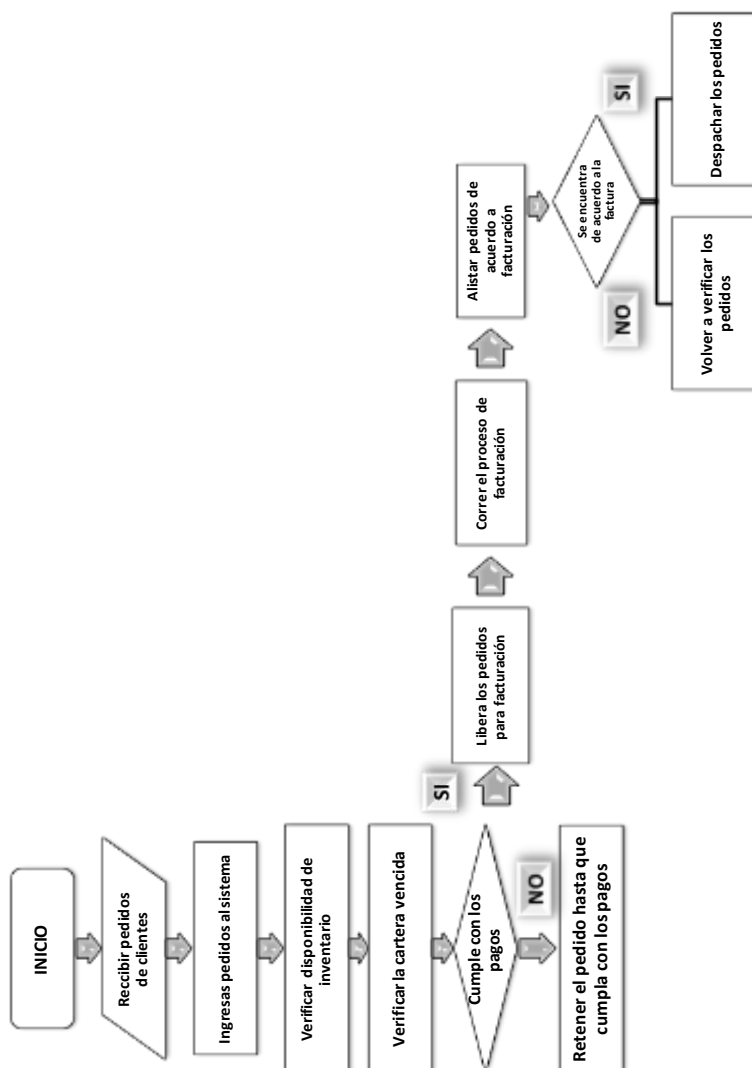 INICIO
Reccibir pedidos
de clientes
Ingresas pedidos al sistema
Verificar disponibilidad de
inventario
Verificar la cartera vencida
Cumple con los
pagos
NO
Retener el pedido hasta que
cumpla con los pagos
SI
Libera los pedidos
para facturación
Correr el proceso de
facturación
Alistar pedidos de
acuerdo a
facturación
Se encuentra
de acuerdo a la
factura
NO
SI
Volver a verificar los
pedidos
Despachar los pedidos